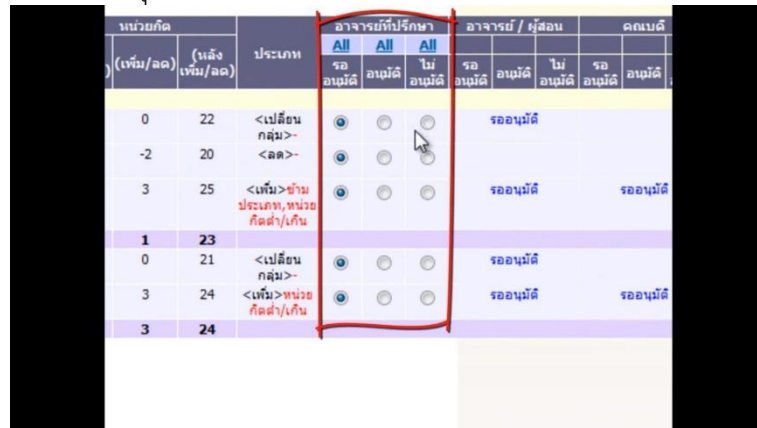 หน่วยกิต อาจารย์ที่ปรึกษา อาจารย์ / ผู้สอน คณบดี
All All All
(เพิ่ม/ลด) (หลัง เพิ่ม/ลด) ประเภท รอ อนุมัติ อนุมัติ ไม่ อนุมัติ รอ อนุมัติ อนุมัติ ไม่ อนุมัติ รอ อนุมัติ อนุมัติ
0 22 <เปลี่ยน รออนุมัติ
กลุ่ม>-
-2 20 <ลด>-
3 25 <เพิ่ม>ข้าม รออนุมัติ รออนุมัติ
ประเภท,หน่วย
กิตต่ำ/เกิน
1 23
0 21 <เปลี่ยน รออนุมัติ
กลุ่ม>-
3 24 <เพิ่ม>หน่วย รออนุมัติ รออนุมัติ
กิตต่ำ/เกิน
3 24